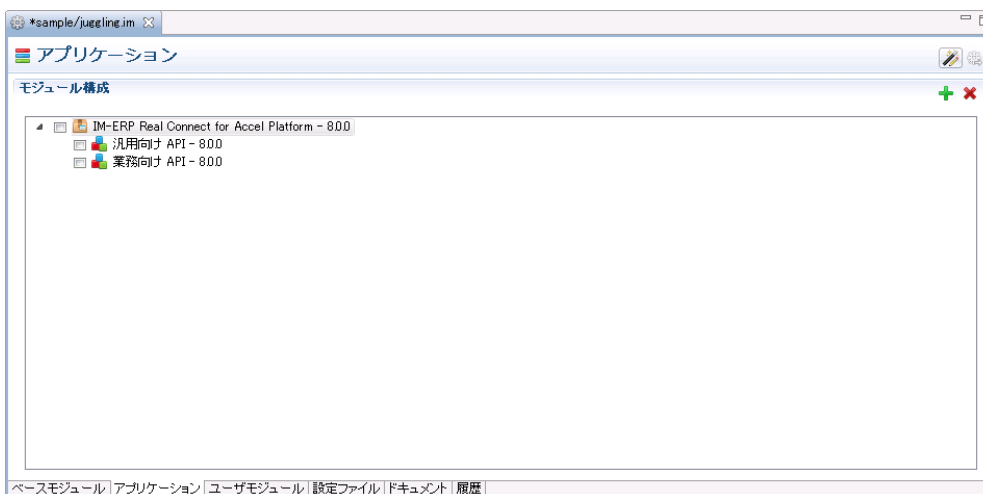 *sample/juggling.im
アプリケーション
モジュール構成
IM-ERP Real Connect for Accel Platform - 8.0.0
汎用向け API - 8.0.0
業務向け API - 8.0.0
ベースモジュール アプリケーション ユーザモジュール 設定ファイル ドキュメント 履歴